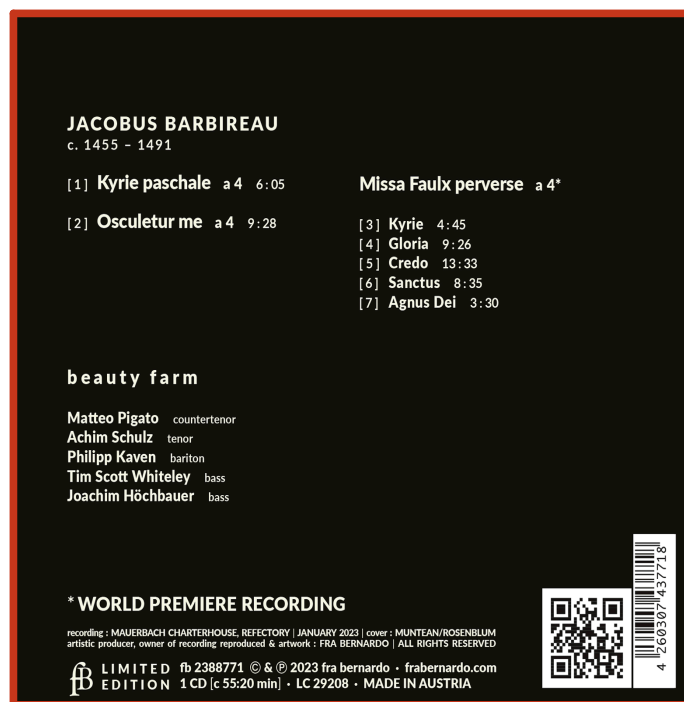 JACOBUS BARBIREAU
c. 1455 – 1491
[1] Kyrie paschale a 4 6:05
[2] Osculetur me a 4 9:28
Missa Faulx perverse a 4*
[3] Kyrie 4:45
[4] Gloria 9:26
[5] Credo 13:33
[6] Sanctus 8:35
[7] Agnus Dei 3:30
beauty farm
Matteo Pigato countertenor
Achim Schulz tenor
Philipp Kaven bariton
Tim Scott Whiteley bass
Joachim Höchbauer bass
* WORLD PREMIERE RECORDING
recording : MAUERBACH CHARTERHOUSE, REFECTORY | JANUARY 2023 | cover : MUNTEAN/ROSENBLUM
artistic producer, owner of recording reproduced & artwork : FRA BERNARDO | ALL RIGHTS RESERVED
fB LIMITED EDITION
fb 2388771 © & ℗ 2023 fra bernardo · frabernardo.com
1 CD [c 55:20 min] · LC 29208 · MADE IN AUSTRIA
4 260307 437718